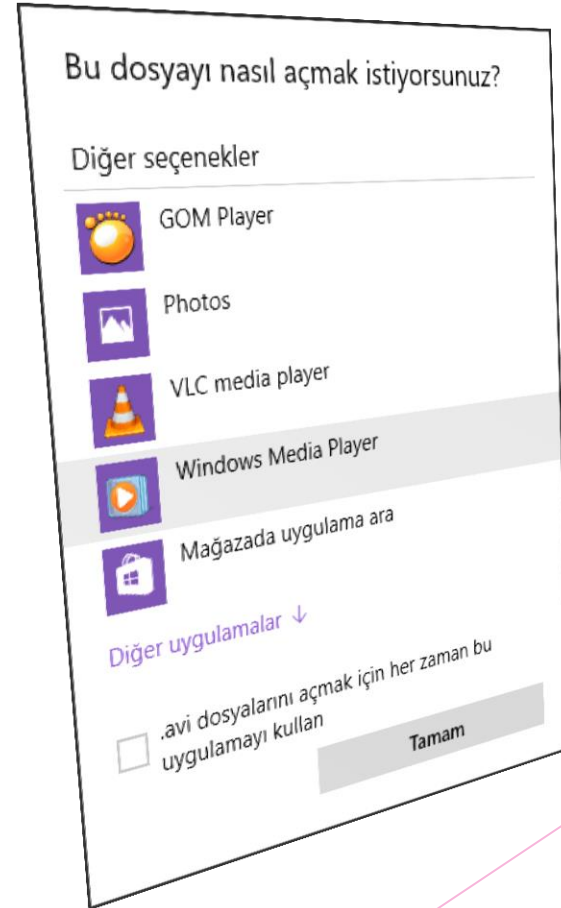 Bu dosyayı nasıl açmak istiyorsunuz?
Diğer seçenekler
GOM Player
Photos
VLC media player
Windows Media Player
Mağazada uygulama ara
Diğer uygulamalar ↓
.avi dosyalarını açmak için her zaman bu
uygulamayı kullan
Tamam